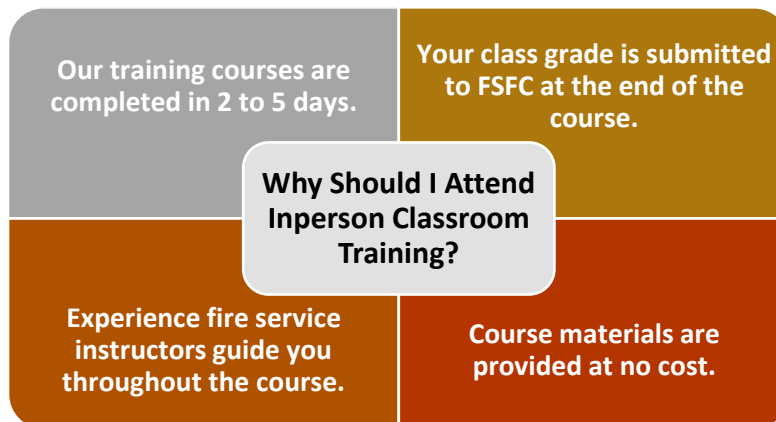 Our training courses are
completed in 2 to 5 days.
Your class grade is submitted
to FSFC at the end of the
course.
Why Should I Attend
Inperson Classroom
Training?
Experience fire service
instructors guide you
throughout the course.
Course materials are
provided at no cost.